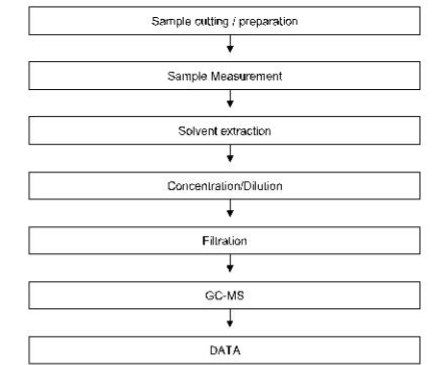 Sample cutting / preparation
Sample Measurement
Solvent extraction
Concentration/Dilution
Filtration
GC-MS
DATA